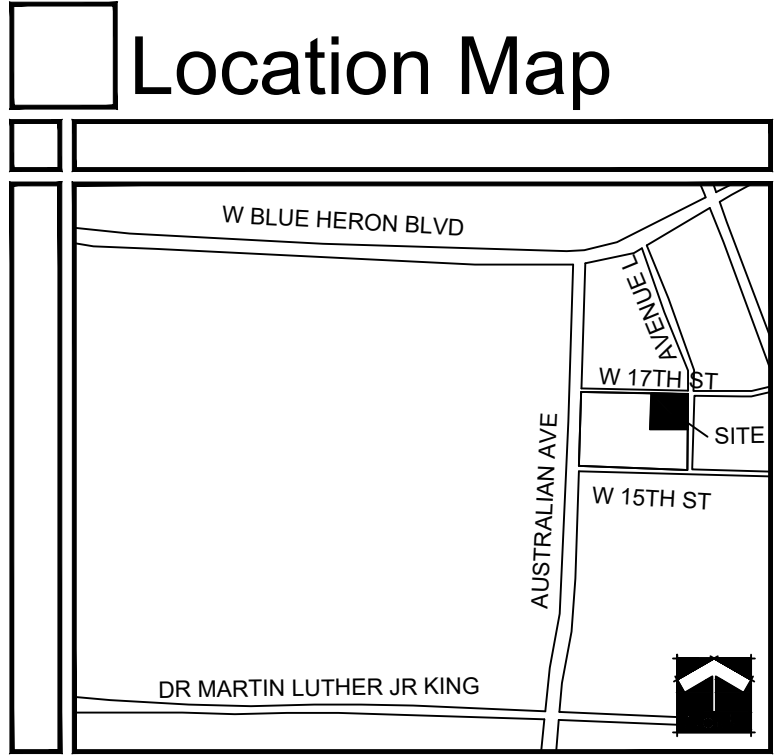 Location Map
W BLUE HERON BLVD
AVENUE L
W 17TH ST
SITE
AUSTRALIAN AVE
W 15TH ST
DR MARTIN LUTHER JR KING